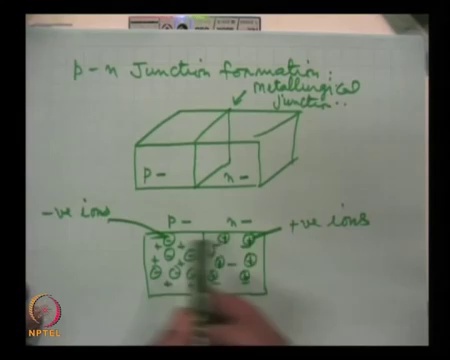 p-n Junction formation:
Metallurgical
junction..
p- n-
-ve ions p- n- +ve ions
NPTEL